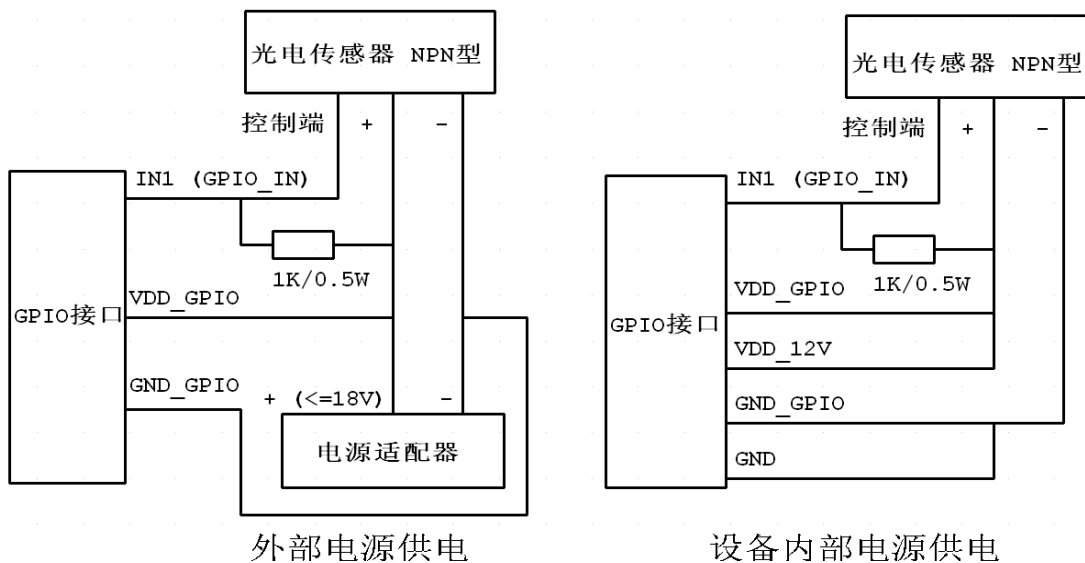 光电传感器 NPN型
控制端 + -
IN1 (GPIO_IN)
1K/0.5W
VDD_GPIO
GPIO接口
GND_GPIO
+ (<=18V) -
电源适配器
外部电源供电
光电传感器 NPN型
控制端 + -
IN1 (GPIO_IN)
VDD_GPIO 1K/0.5W
GPIO接口
VDD_12V
GND_GPIO
GND
设备内部电源供电